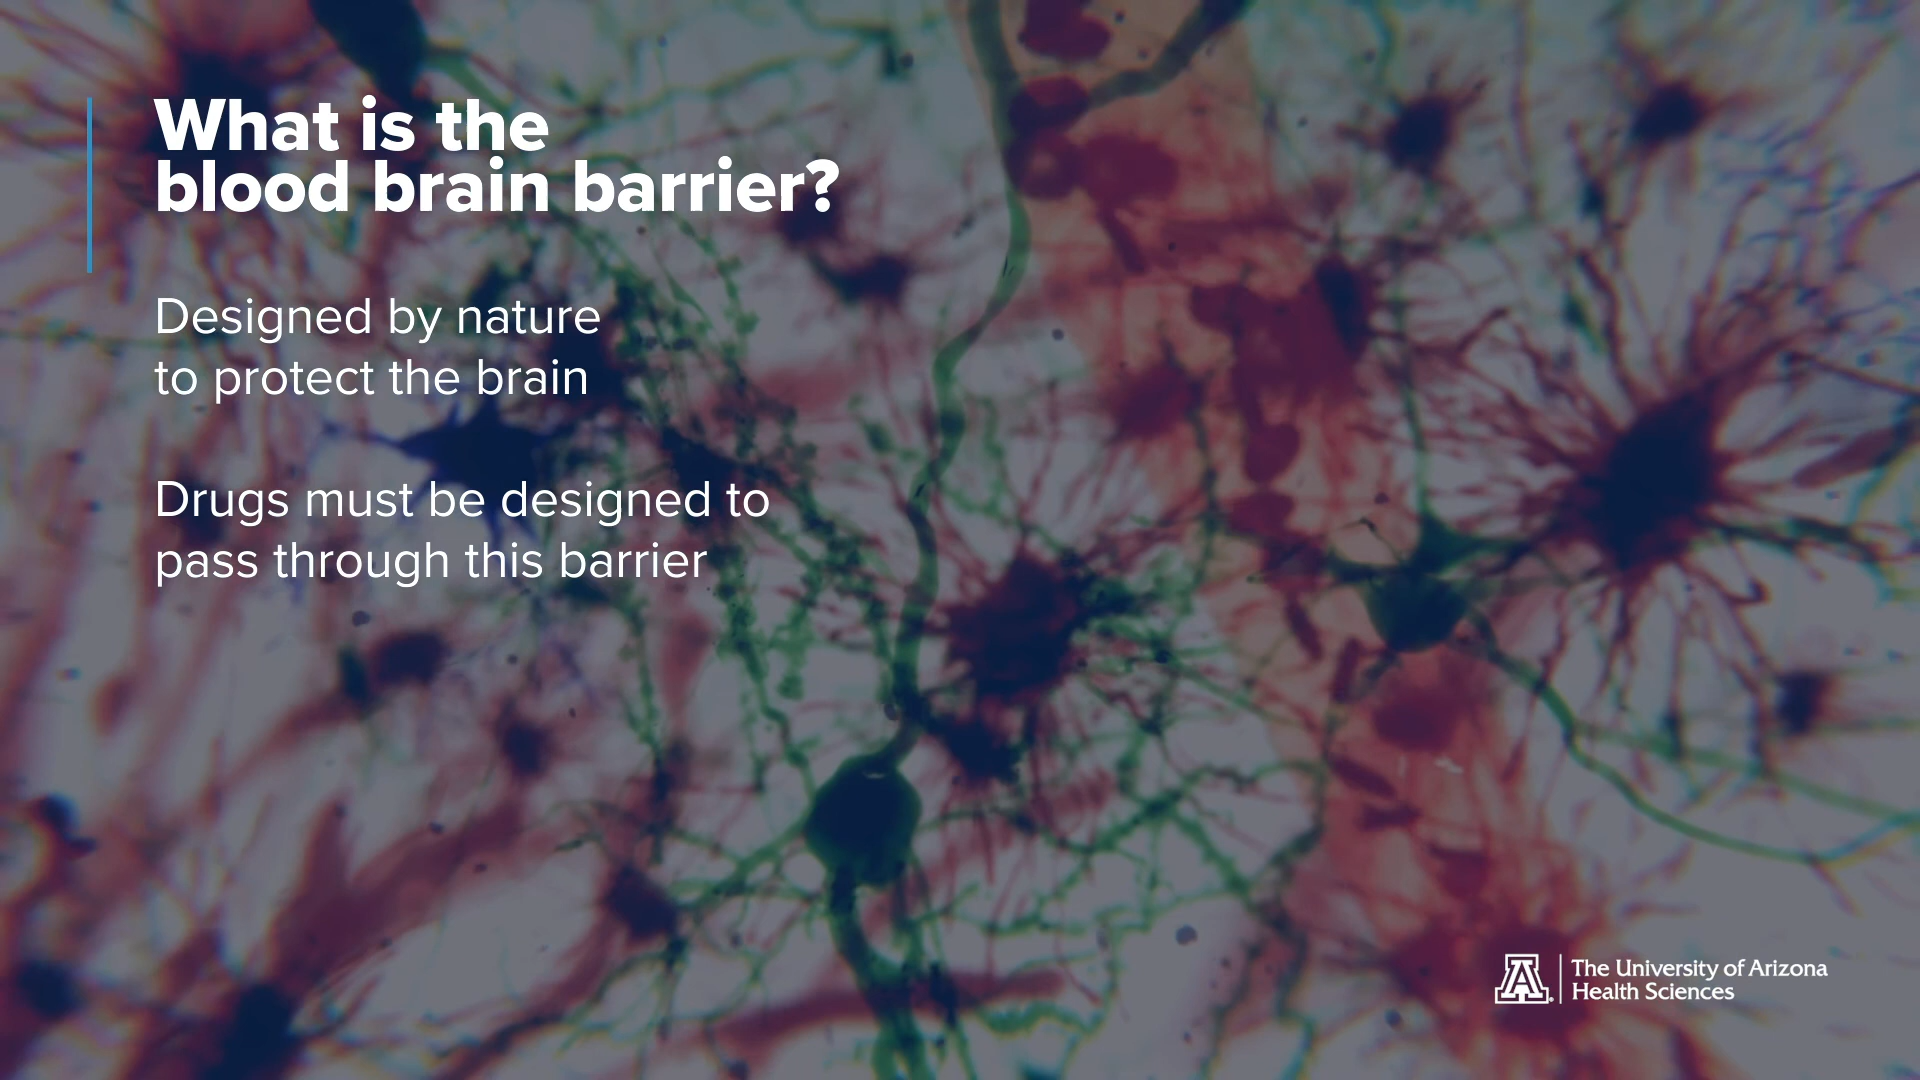 What is the
blood brain barrier?
Designed by nature
to protect the brain
Drugs must be designed to
pass through this barrier
A
The University of Arizona
Health Sciences